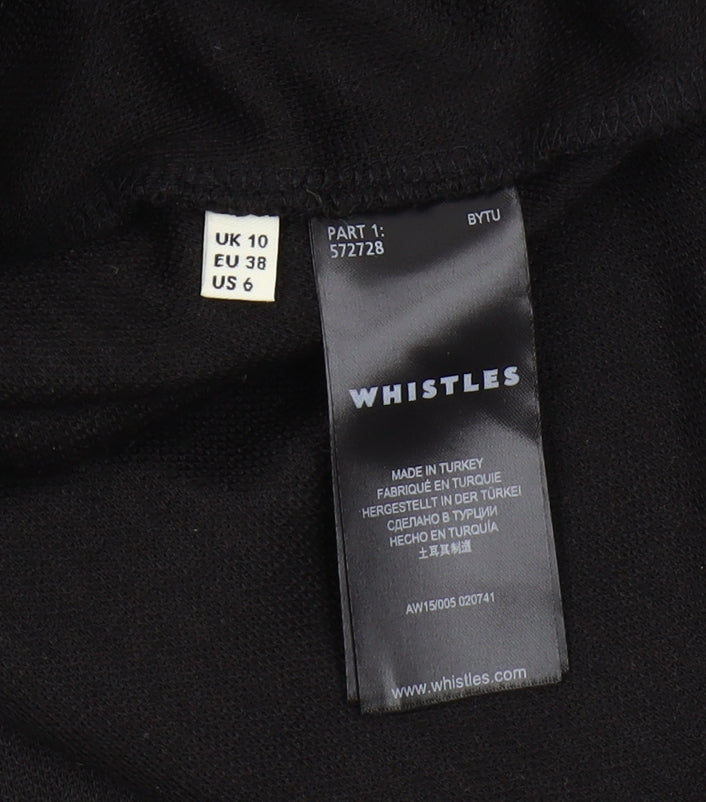 UK 10
EU 38
US 6
PART 1:
572728
BYTU
WHISTLES
MADE IN TURKEY
FABRIQUÉ EN TURQUIE
HERGESTELLT IN DER TÜRKEI
СДЕЛАНО В ТУРЦИИ
HECHO EN TURQUÍA
土耳其制造
AW15/005 020741
www.whistles.com